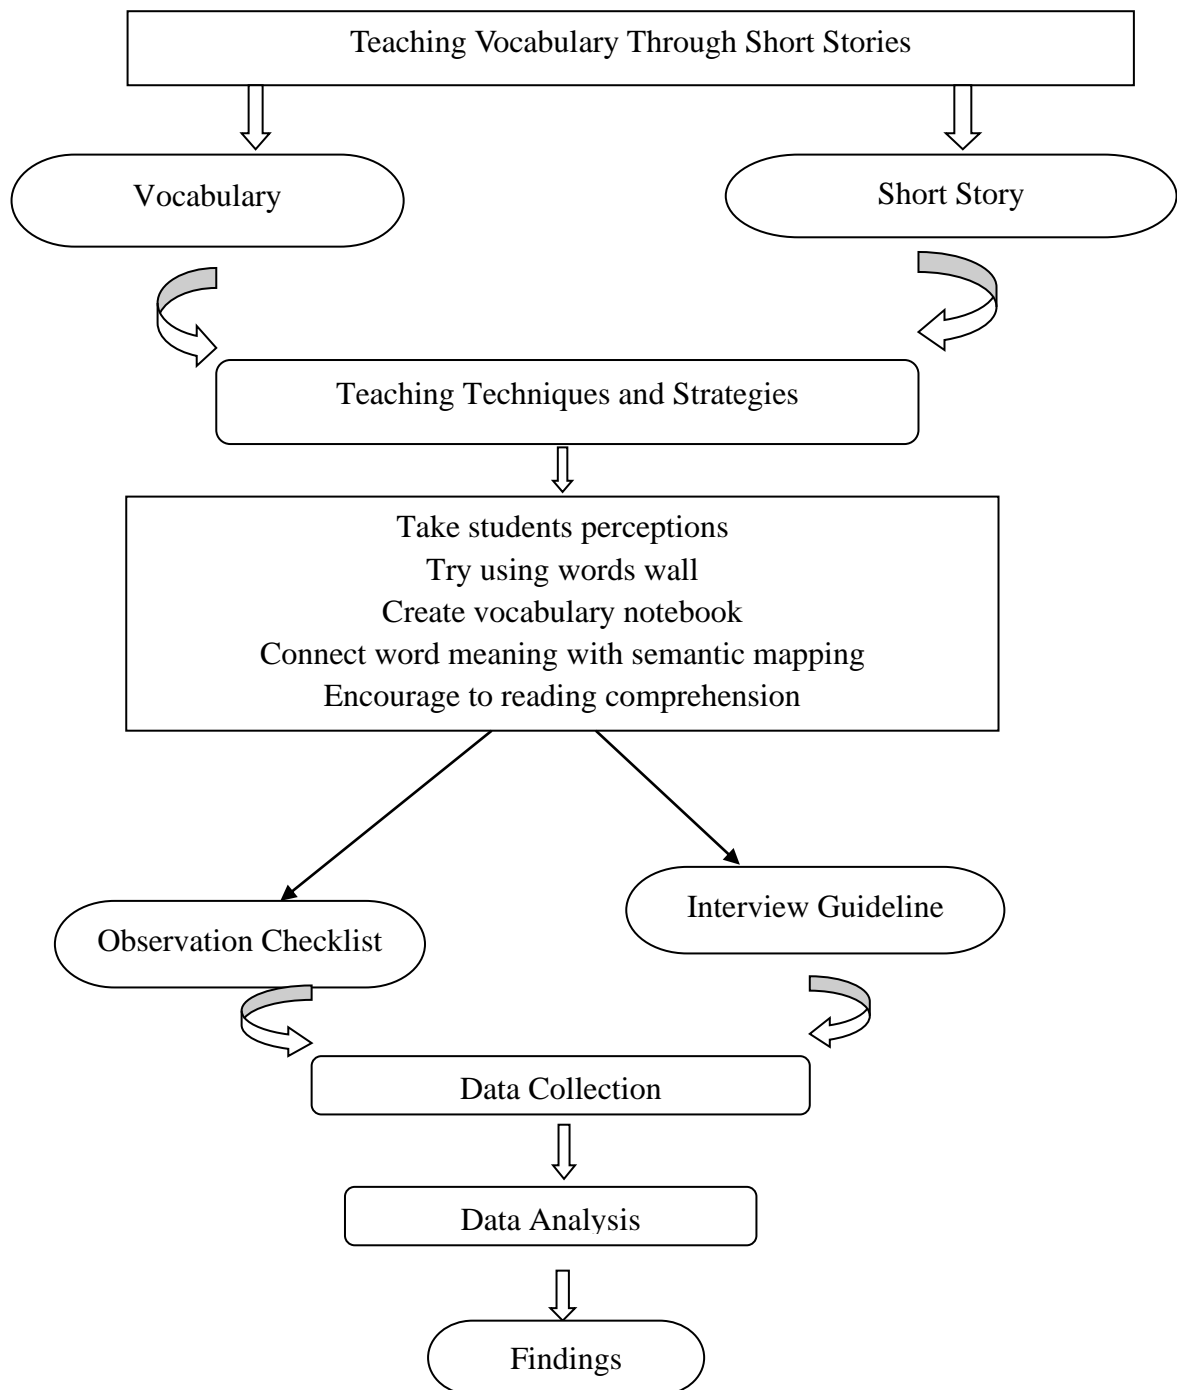 Teaching Vocabulary Through Short Stories
Vocabulary
Short Story
Teaching Techniques and Strategies
Take students perceptions
Try using words wall
Create vocabulary notebook
Connect word meaning with semantic mapping
Encourage to reading comprehension
Observation Checklist
Interview Guideline
Data Collection
Data Analysis
Findings